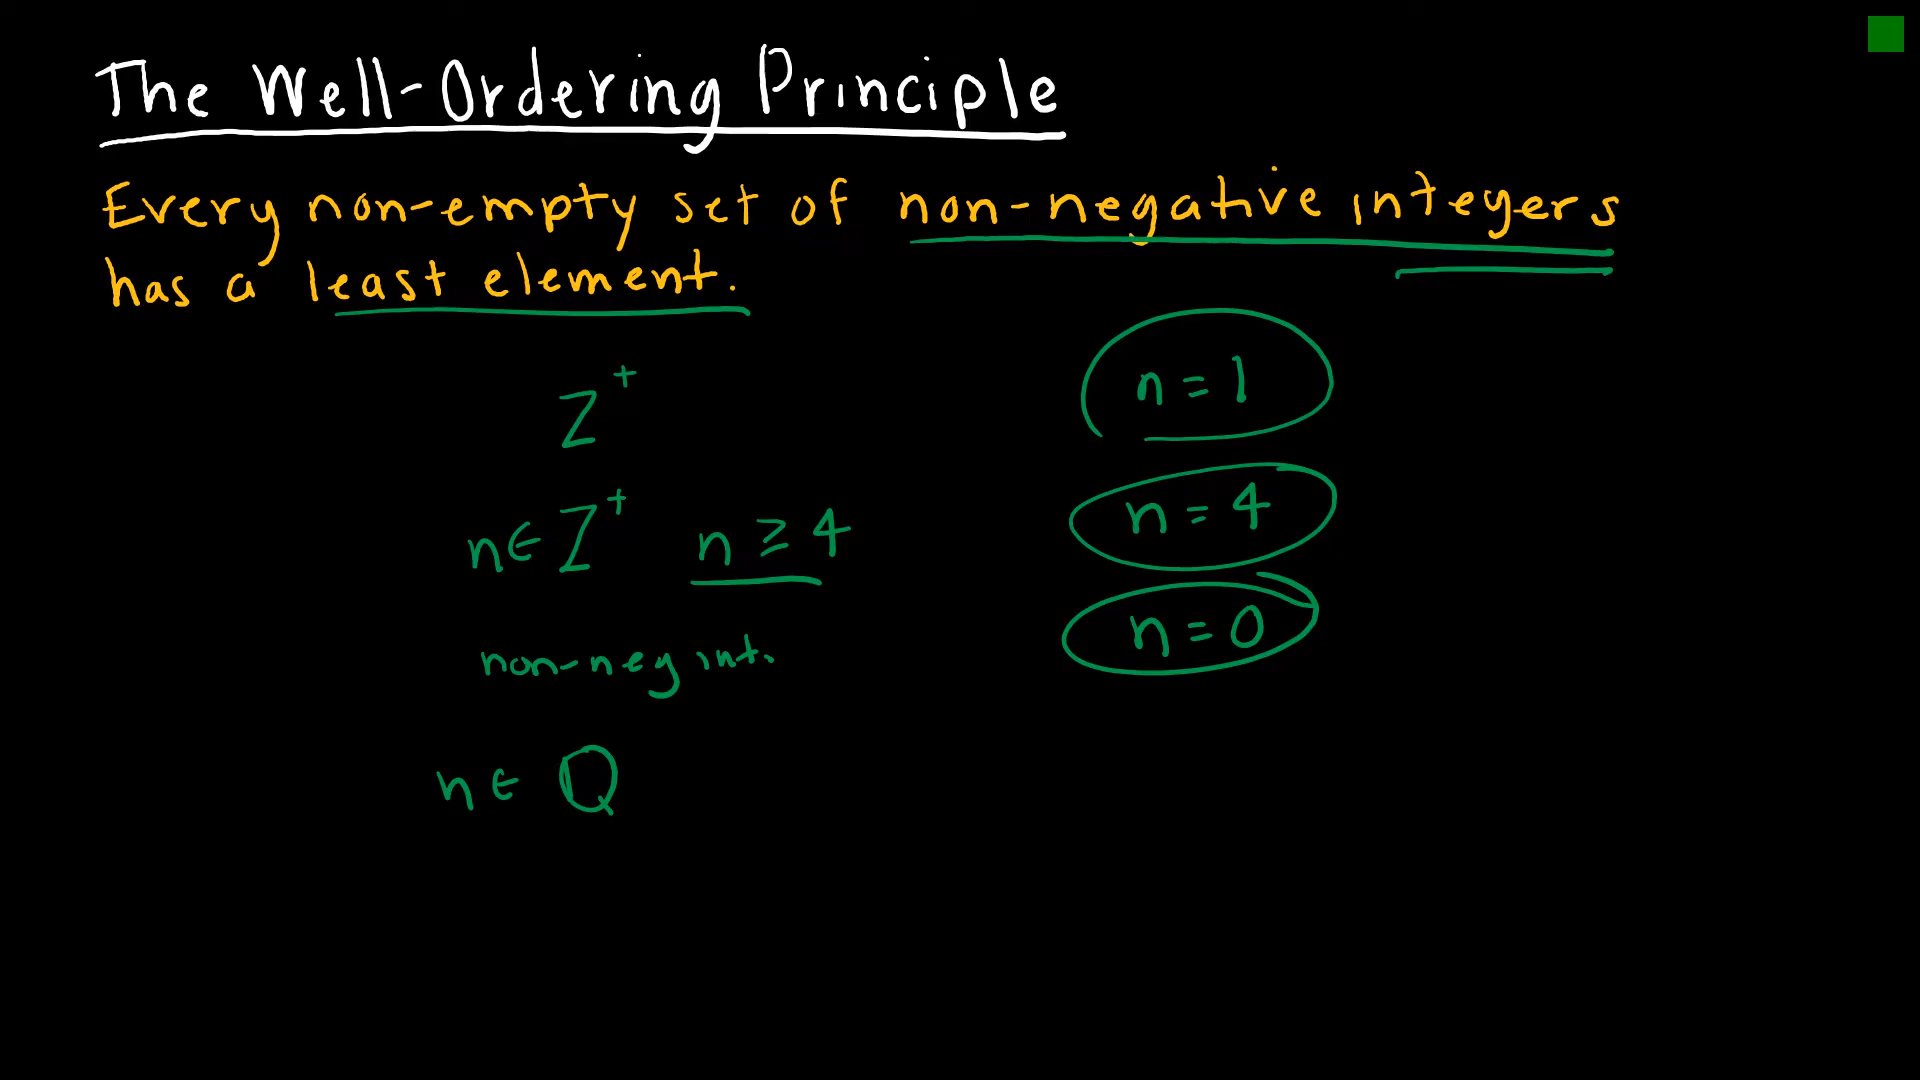 The Well-Ordering Principle
Every non-empty set of non-negative integers
has a least element.
Z⁺ n = 1
n ∈ Z⁺ n ≥ 4 n = 4
non-neg int. n = 0
n ∈ Q